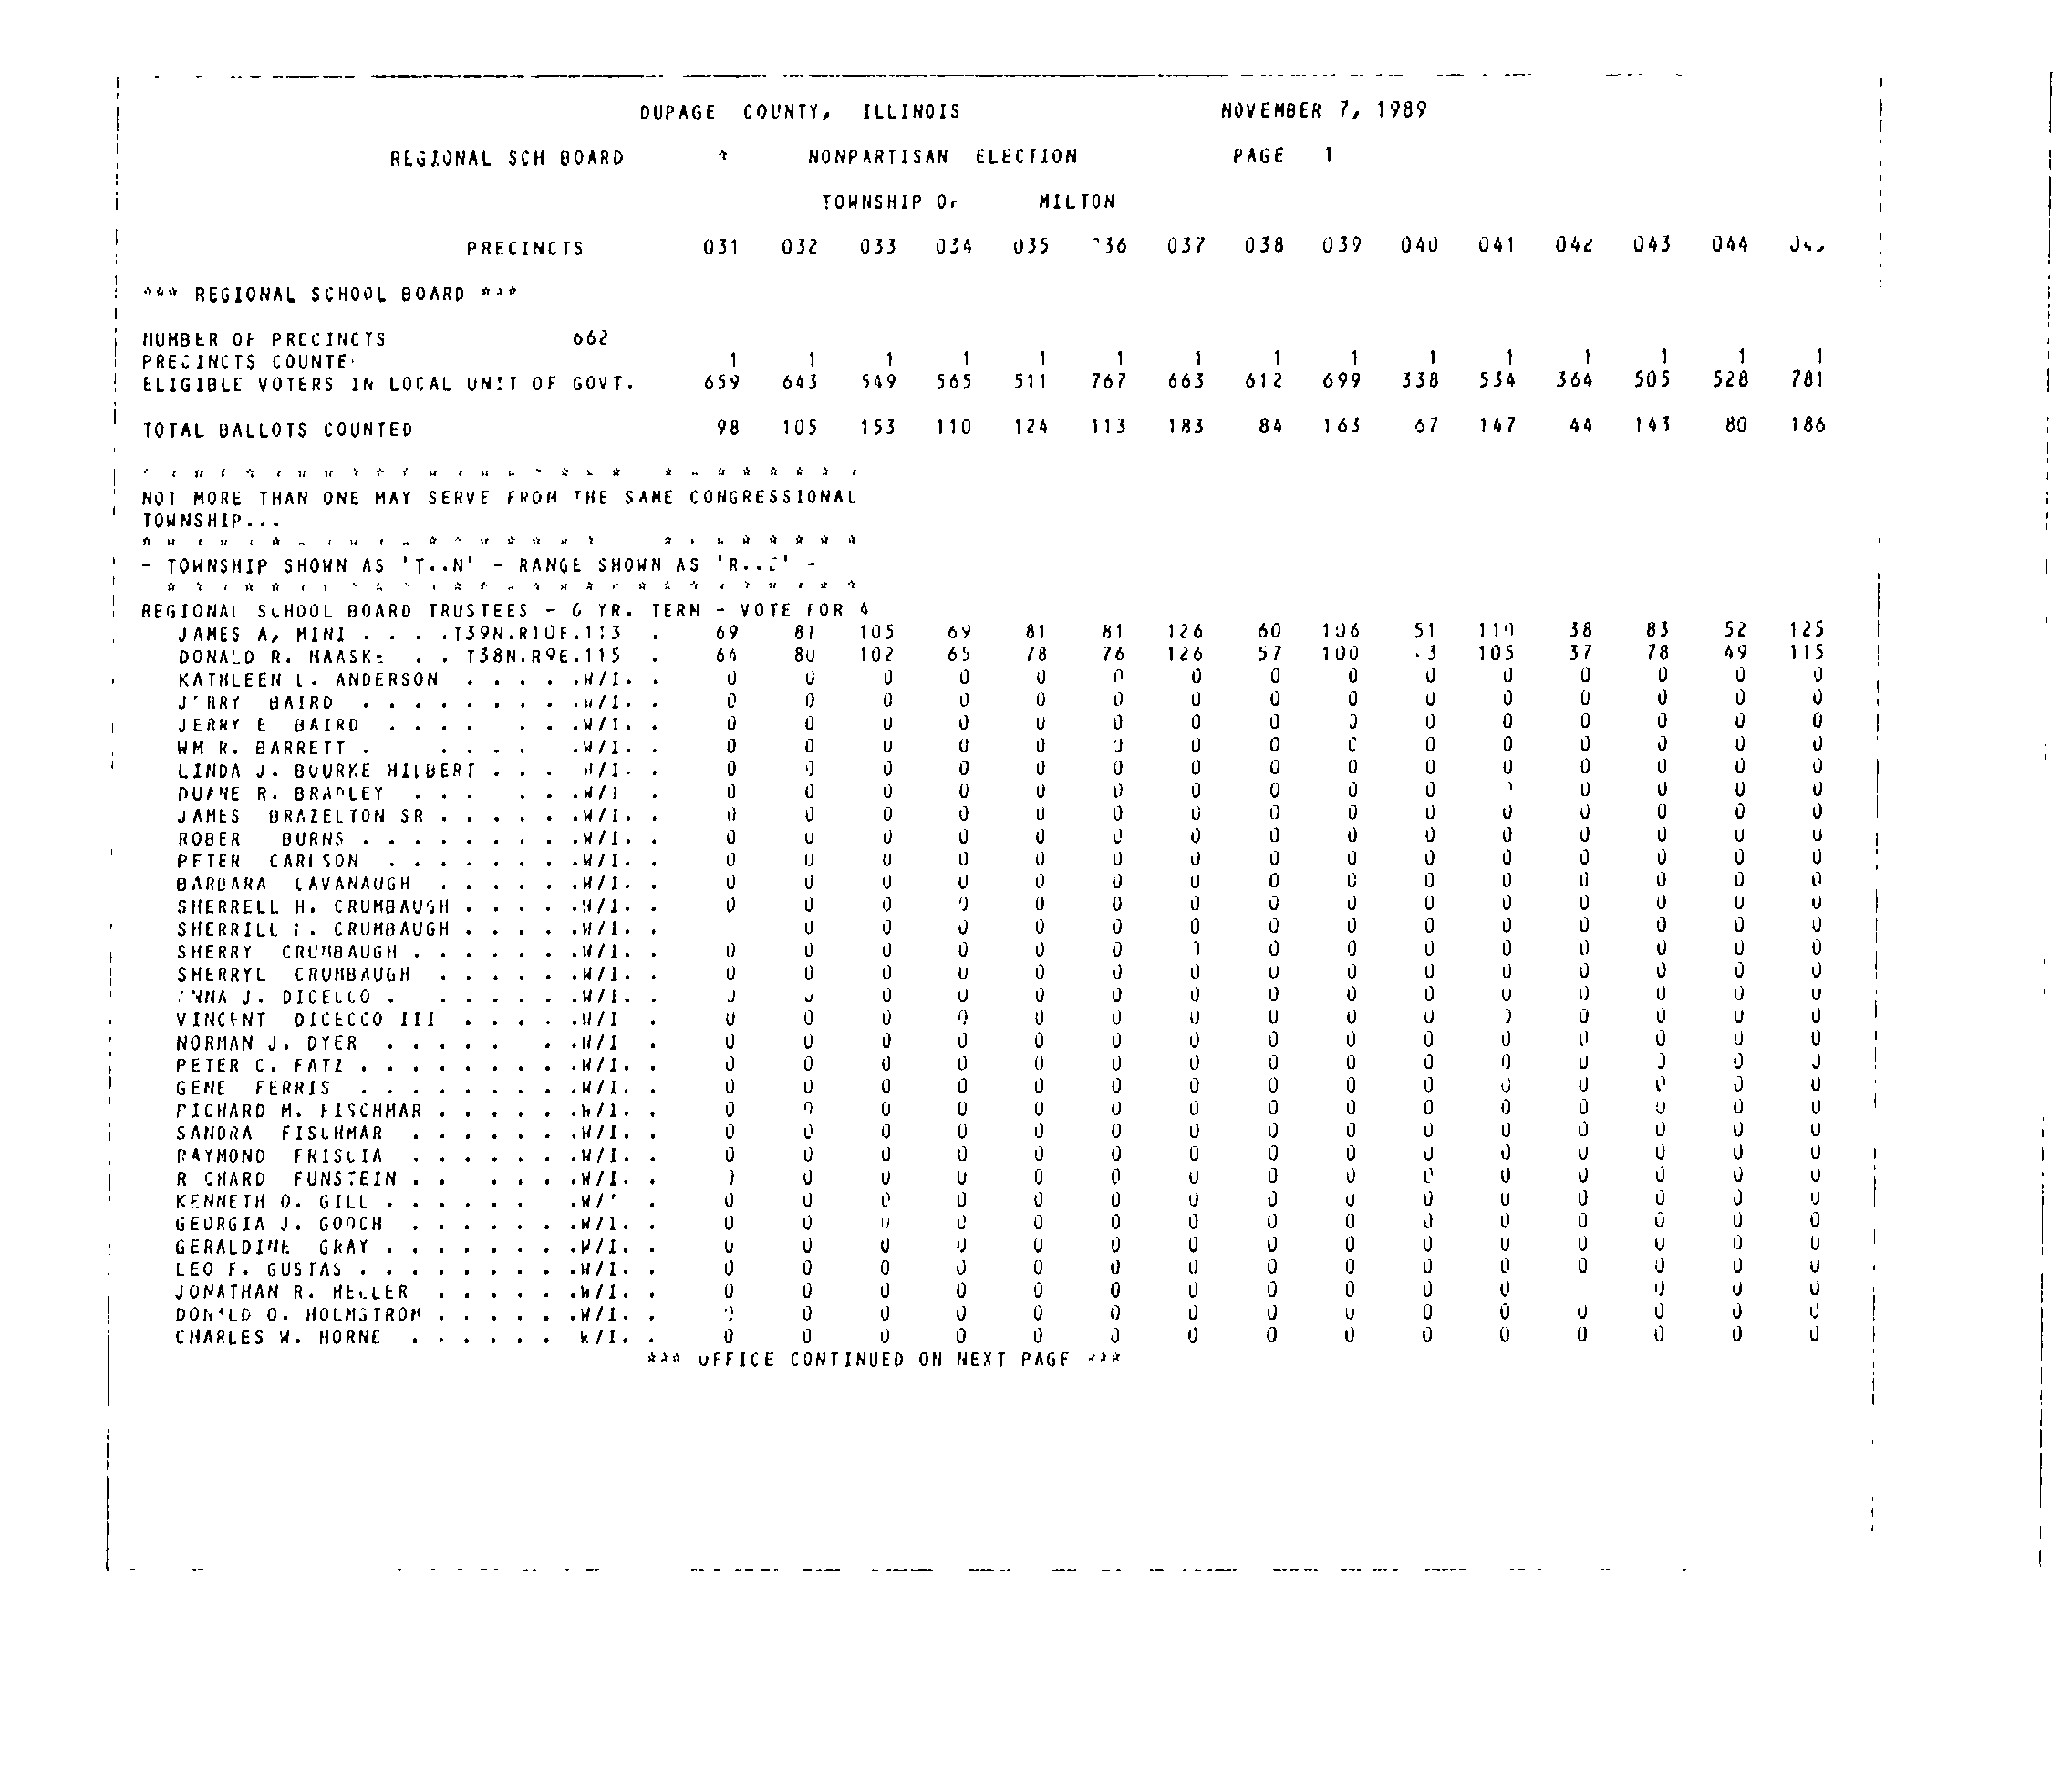 DUPAGE COUNTY, ILLINOIS NOVEMBER 7, 1989
REGIONAL SCH BOARD * NONPARTISAN ELECTION PAGE 1
TOWNSHIP OF MILTON
PRECINCTS 031 032 033 034 035 036 037 038 039 040 041 042 043 044
*** REGIONAL SCHOOL BOARD ***
NUMBER OF PRECINCTS 662
PRECINCTS COUNTE 1 1 1 1 1 1 1 1 1 1 1 1 1 1 1
ELIGIBLE VOTERS IN LOCAL UNIT OF GOVT. 659 643 549 565 511 767 663 612 699 338 534 364 505 528 781
TOTAL BALLOTS COUNTED 98 105 153 110 124 113 183 84 163 67 147 44 143 80 186
NOT MORE THAN ONE MAY SERVE FROM THE SAME CONGRESSIONAL
TOWNSHIP...
- TOWNSHIP SHOWN AS 'T..N' - RANGE SHOWN AS 'R..E' -
REGIONAL SCHOOL BOARD TRUSTEES - 6 YR. TERM - VOTE FOR 4
JAMES A. MINI . . . .T39N.R10E.113 . 69 81 105 69 81 81 126 60 106 51 110 38 83 52 125
DONALD R. HAASKE . . T38N.R9E.115 . 64 80 102 65 78 76 126 57 100 105 37 78 49 115
KATHLEEN L. ANDERSON . . . . .W/I. . 0 0 0 0 0 0 0 0 0 0 0 0 0 0 0
JERRY BAIRD . . . . . . . . .W/I. . 0 0 0 0 0 0 0 0 0 0 0 0 0 0 0
JERRY E BAIRD . . . . . . .W/I. . 0 0 0 0 0 0 0 0 0 0 0 0 0 0 0
WM R. BARRETT . . . . . .W/I. . 0 0 0 0 0 0 0 0 0 0 0 0 0 0 0
LINDA J. BOURKE HILBERT . . . W/I. . 0 0 0 0 0 0 0 0 0 0 0 0 0 0 0
DUANE R. BRADLEY . . . . . .W/I . 0 0 0 0 0 0 0 0 0 0 0 0 0 0
JAMES BRAZELTON SR . . . . . .W/I. . 0 0 0 0 0 0 0 0 0 0 0 0 0 0 0
ROBER BURNS . . . . . . . . .W/I. . 0 0 0 0 0 0 0 0 0 0 0 0 0 0 0
PETER CARLSON . . . . . . . .W/I. . 0 0 0 0 0 0 0 0 0 0 0 0 0 0 0
BARBARA CAVANAUGH . . . . . .W/I. . 0 0 0 0 0 0 0 0 0 0 0 0 0 0 0
SHERRELL H. CRUMBAUGH . . . . .W/I. . 0 0 0 0 0 0 0 0 0 0 0 0 0 0 0
SHERRILL . CRUMBAUGH . . . . .W/I. . 0 0 0 0 0 0 0 0 0 0 0 0 0 0
SHERRY CRUMBAUGH . . . . . . .W/I. . 0 0 0 0 0 0 0 0 0 0 0 0 0 0
SHERRYL CRUMBAUGH . . . . . .W/I. . 0 0 0 0 0 0 0 0 0 0 0 0 0 0 0
ANNA J. DICELLO . . . . . . .W/I. . 0 0 0 0 0 0 0 0 0 0 0 0 0 0 0
VINCENT DICECCO III . . . . .W/I . 0 0 0 0 0 0 0 0 0 0 0 0 0 0
NORMAN J. DYER . . . . . . .W/I . 0 0 0 0 0 0 0 0 0 0 0 0 0 0 0
PETER C. FATZ . . . . . . . . .W/I. . 0 0 0 0 0 0 0 0 0 0 0 0 0 0 0
GENE FERRIS . . . . . . . . .W/I. . 0 0 0 0 0 0 0 0 0 0 0 0 0 0 0
RICHARD M. FISCHMAR . . . . . .W/I. . 0 0 0 0 0 0 0 0 0 0 0 0 0 0 0
SANDRA FISCHMAR . . . . . . .W/I. . 0 0 0 0 0 0 0 0 0 0 0 0 0 0 0
RAYMOND FRISCIA . . . . . . .W/I. . 0 0 0 0 0 0 0 0 0 0 0 0 0 0 0
R CHARD FUNSTEIN . . . . . .W/I. . 0 0 0 0 0 0 0 0 0 0 0 0 0 0
KENNETH O. GILL . . . . . . .W/ . 0 0 0 0 0 0 0 0 0 0 0 0 0 0 0
GEORGIA J. GOOCH . . . . . . .W/I. . 0 0 0 0 0 0 0 0 0 0 0 0 0 0 0
GERALDINE GRAY . . . . . . . .W/I. . 0 0 0 0 0 0 0 0 0 0 0 0 0 0 0
LEO F. GUSTAS . . . . . . . . .W/I. . 0 0 0 0 0 0 0 0 0 0 0 0 0 0 0
JONATHAN R. HELLER . . . . . .W/I. . 0 0 0 0 0 0 0 0 0 0 0 0 0 0
DONALD O. HOLMSTROM . . . . . .W/I. . 0 0 0 0 0 0 0 0 0 0 0 0 0 0 0
CHARLES W. HORNE . . . . . . W/I. . 0 0 0 0 0 0 0 0 0 0 0 0 0 0 0
*** OFFICE CONTINUED ON NEXT PAGE ***